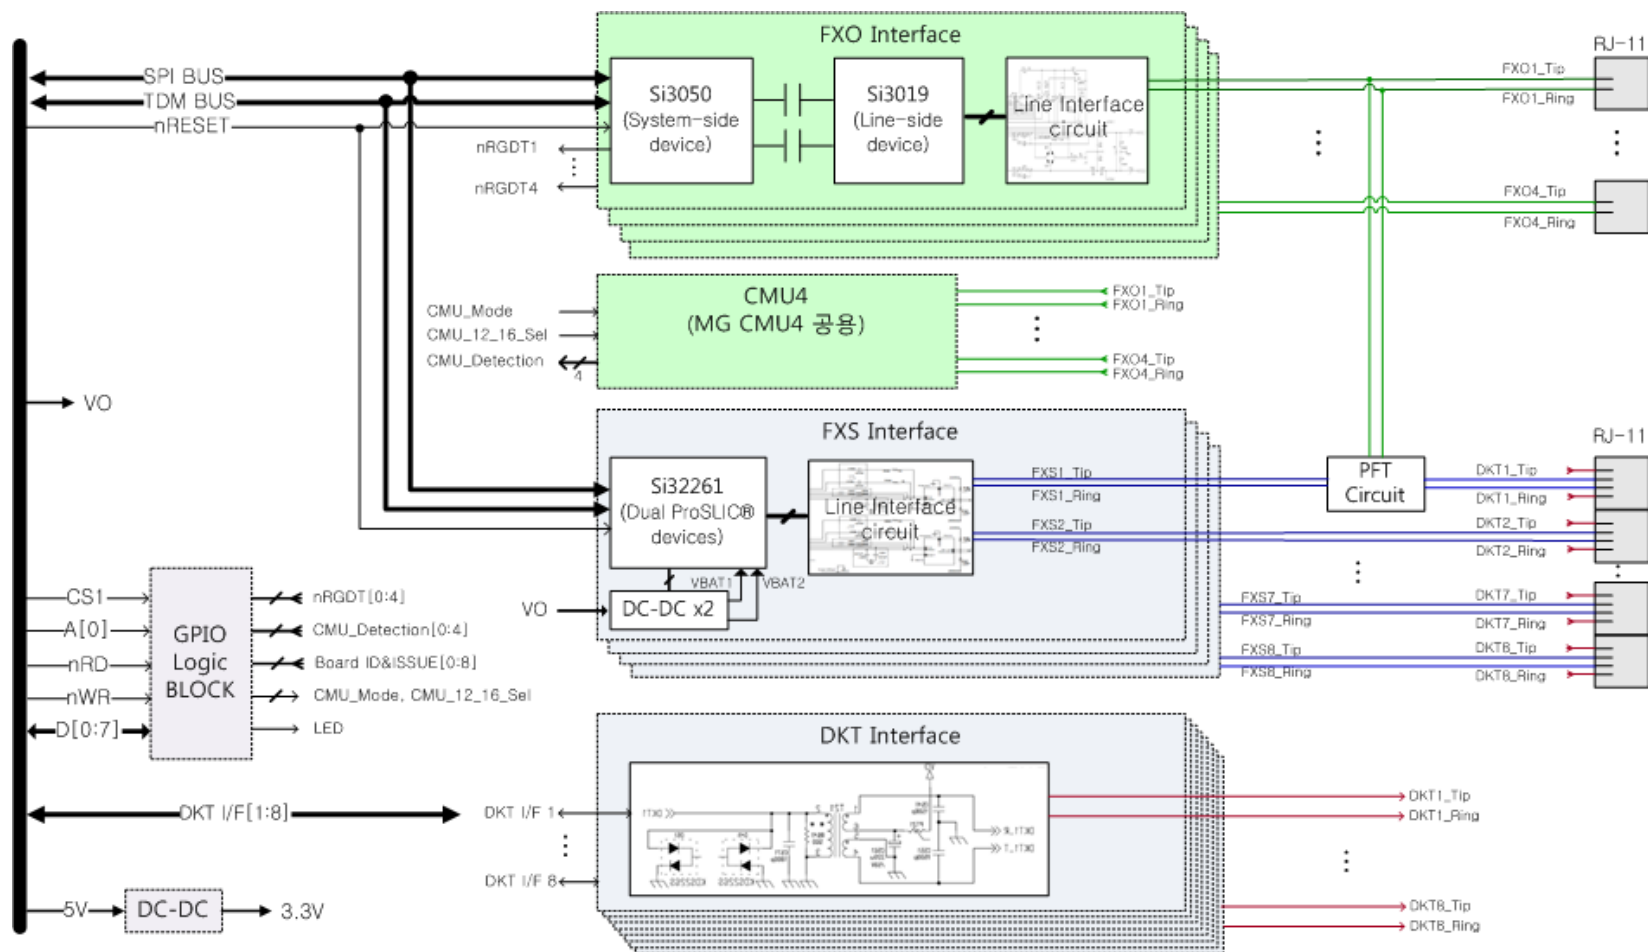 FXO Interface
RJ-11
SPI BUS
TDM BUS
nRESET
Si3050
(System-side
device)
Si3019
(Line-side
device)
Line Interface
circuit
FXO1_Tip
FXO1_Ring
nRGDT1
nRGDT4
FXO4_Tip
FXO4_Ring
CMU4
(MG CMU4 공용)
CMU_Mode
CMU_12_16_Sel
CMU_Detection
4
FXO1_Tip
FXO1_Ring
FXO4_Tip
FXO4_Ring
VO
FXS Interface
RJ-11
Si32261
(Dual ProSLIC®
devices)
Line Interface
circuit
FXS1_Tip
FXS1_Ring
FXS2_Tip
FXS2_Ring
PFT
Circuit
DKT1_Tip
DKT1_Ring
DKT2_Tip
DKT2_Ring
VBAT1
VBAT2
VO
DC-DC x2
FXS7_Tip
FXS7_Ring
FXS8_Tip
FXS8_Ring
DKT7_Tip
DKT7_Ring
DKT8_Tip
DKT8_Ring
CS1
A[0]
nRD
nWR
D[0:7]
GPIO
Logic
BLOCK
nRGDT[0:4]
CMU_Detection[0:4]
Board ID&ISSUE[0:8]
CMU_Mode, CMU_12_16_Sel
LED
DKT Interface
DKT I/F[1:8]
DKT I/F 1
DKT I/F 8
DKT1_Tip
DKT1_Ring
DKT8_Tip
DKT8_Ring
5V
DC-DC
3.3V